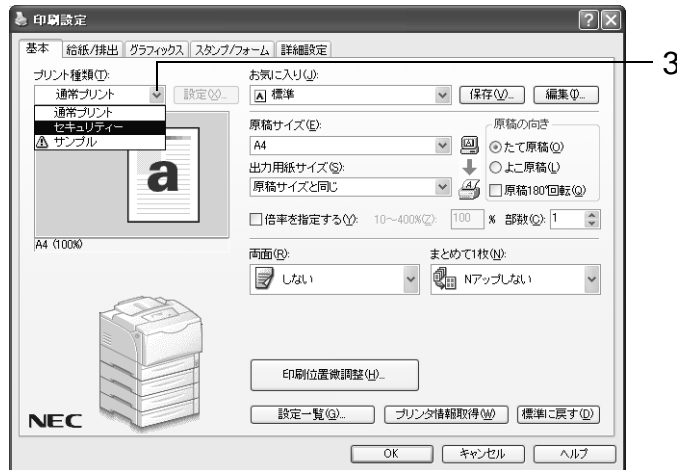 印刷設定
基本 給紙/排出 グラフィックス スタンプ/フォーム 詳細設定
3
プリント種類(T):
通常プリント 設定(X)...
通常プリント
セキュリティー
サンプル
a
A4 (100%)
NEC
お気に入り(J):
A 標準 保存(V)... 編集(I)...
原稿サイズ(E):
A4
出力用紙サイズ(S):
原稿サイズと同じ
原稿の向き
たて原稿(A)
よこ原稿(L)
原稿180°回転(Q)
倍率を指定する(Y): 10～400%(Z): 100 % 部数(C): 1
両面(R): まとめて1枚(N):
しない Nアップしない
印刷位置微調整(H)...
設定一覧(G)... プリンタ情報取得(W) 標準に戻す(D)
OK キャンセル ヘルプ